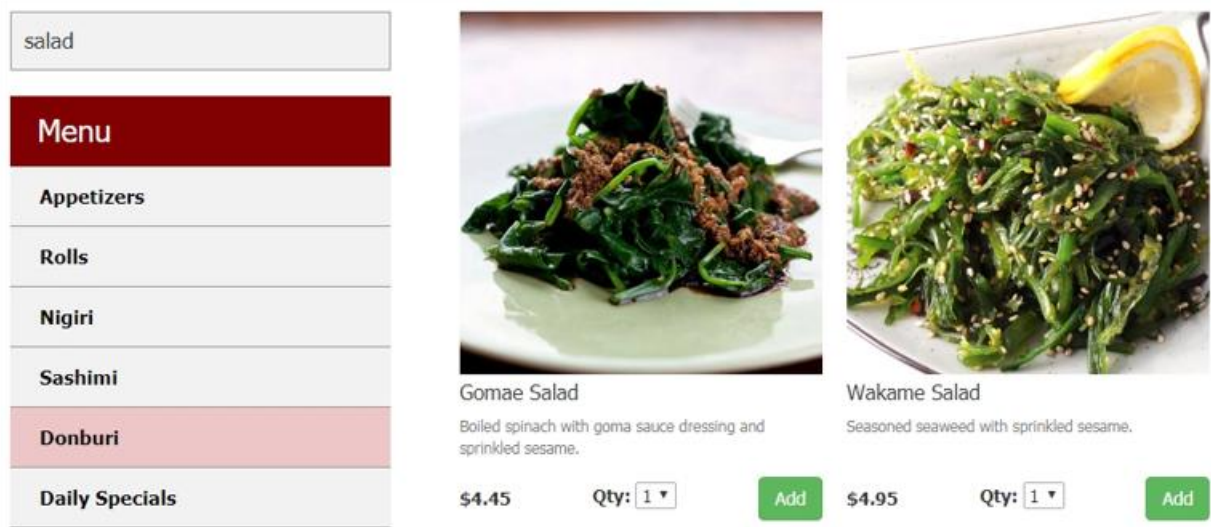 salad
Menu
Appetizers
Rolls
Nigiri
Sashimi
Donburi
Daily Specials
Gomae Salad
Boiled spinach with goma sauce dressing and
sprinkled sesame.
$4.45 Qty: 1 Add
Wakame Salad
Seasoned seaweed with sprinkled sesame.
$4.95 Qty: 1 Add